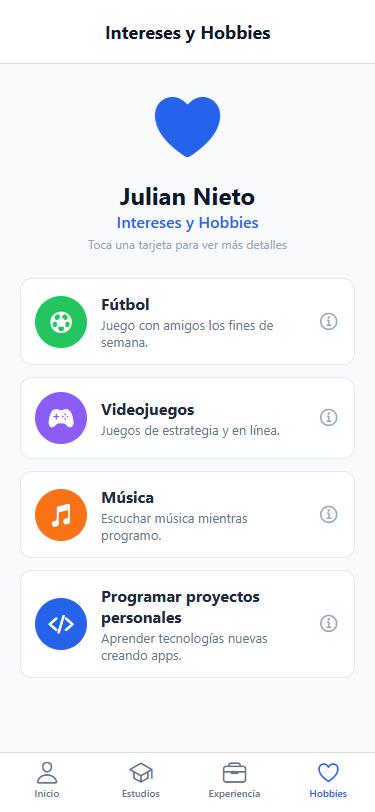 Intereses y Hobbies
Julian Nieto
Intereses y Hobbies
Toca una tarjeta para ver más detalles
Fútbol
Juego con amigos los fines de
semana.
Videojuegos
Juegos de estrategia y en línea.
Música
Escuchar música mientras
programo.
Programar proyectos
personales
Aprender tecnologías nuevas
creando apps.
Inicio
Estudios
Experiencia
Hobbies